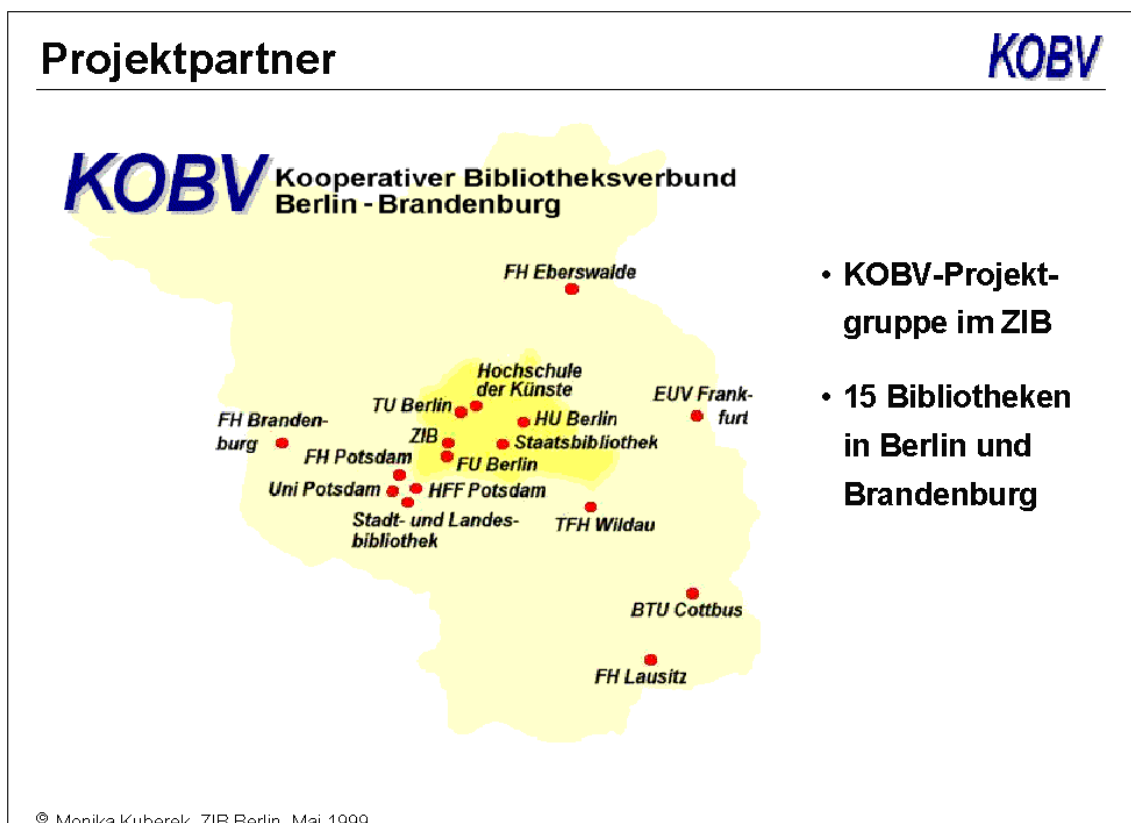 Projektpartner
KOBV
KOBV Kooperativer Bibliotheksverbund
Berlin - Brandenburg
FH Eberswalde
Hochschule
der Künste
TU Berlin
HU Berlin
EUV Frank-
furt
FH Branden-
burg
ZIB
Staatsbibliothek
FH Potsdam
FU Berlin
Uni Potsdam
HFF Potsdam
Stadt- und Landes-
bibliothek
TFH Wildau
BTU Cottbus
FH Lausitz
• KOBV-Projekt-
gruppe im ZIB
• 15 Bibliotheken
in Berlin und
Brandenburg
© Monika Kuberek, ZIB Berlin, Mai 1999